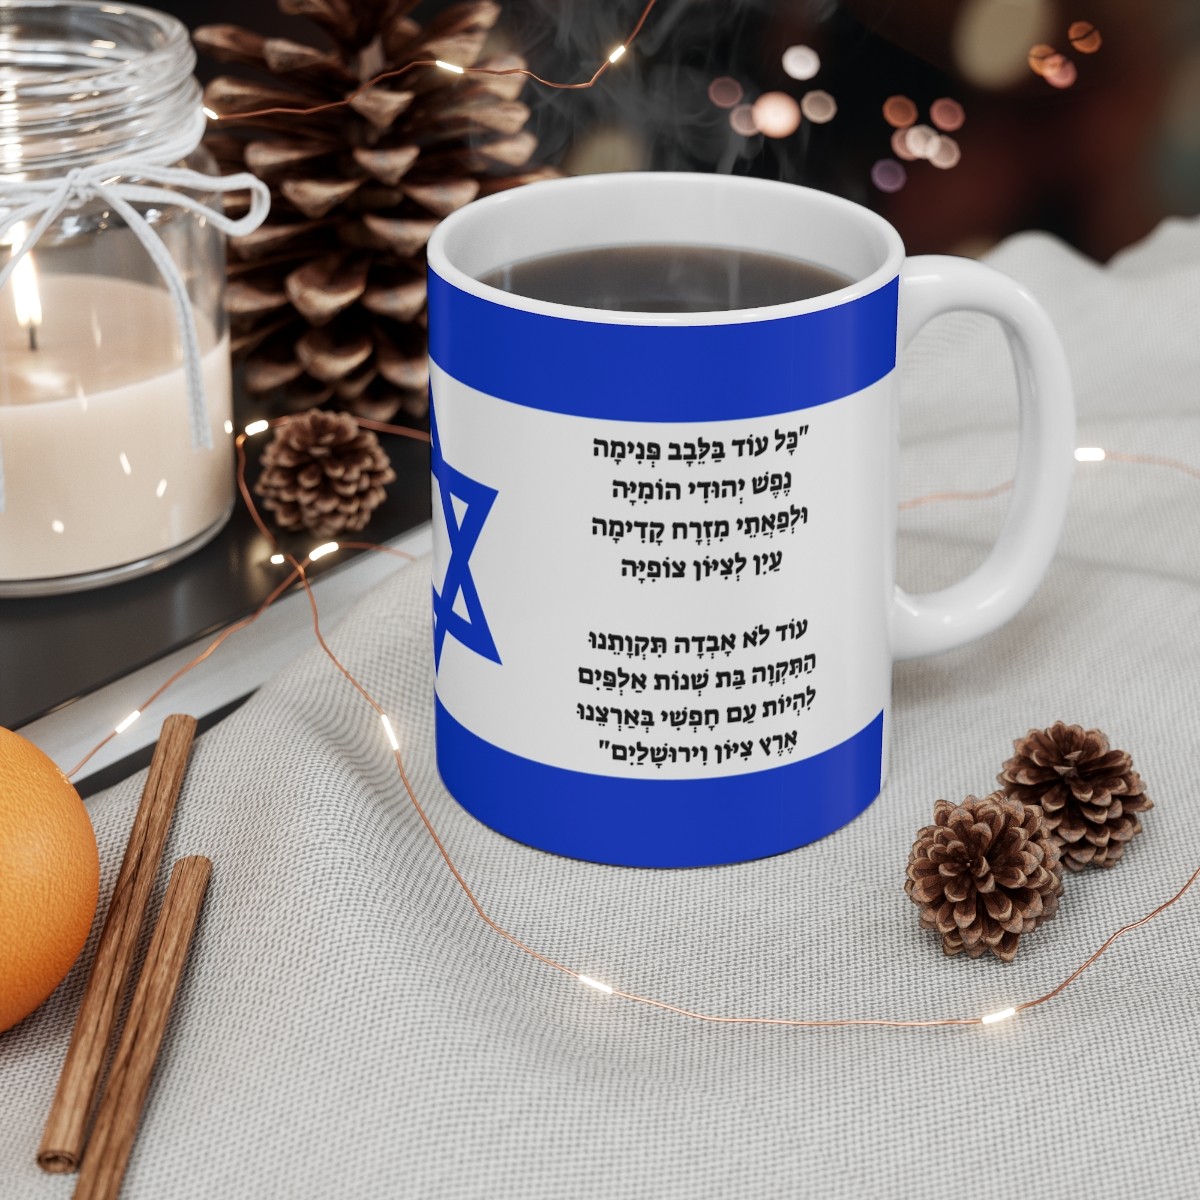 "כָּל עוֹד בַּלֵּבָב פְּנִימָה
נֶפֶשׁ יְהוּדִי הוֹמִיָּה
וּלְפַאֲתֵי מִזְרָח קָדִימָה
עַיִן לְצִיּוֹן צוֹפִיָּה
עוֹד לֹא אָבְדָה תִּקְוָתֵנוּ
הַתִּקְוָה בַּת שְׁנוֹת אַלְפַּיִם
לִהְיוֹת עַם חָפְשִׁי בְּאַרְצֵנוּ
אֶרֶץ צִיּוֹן וִירוּשָׁלַיִם"